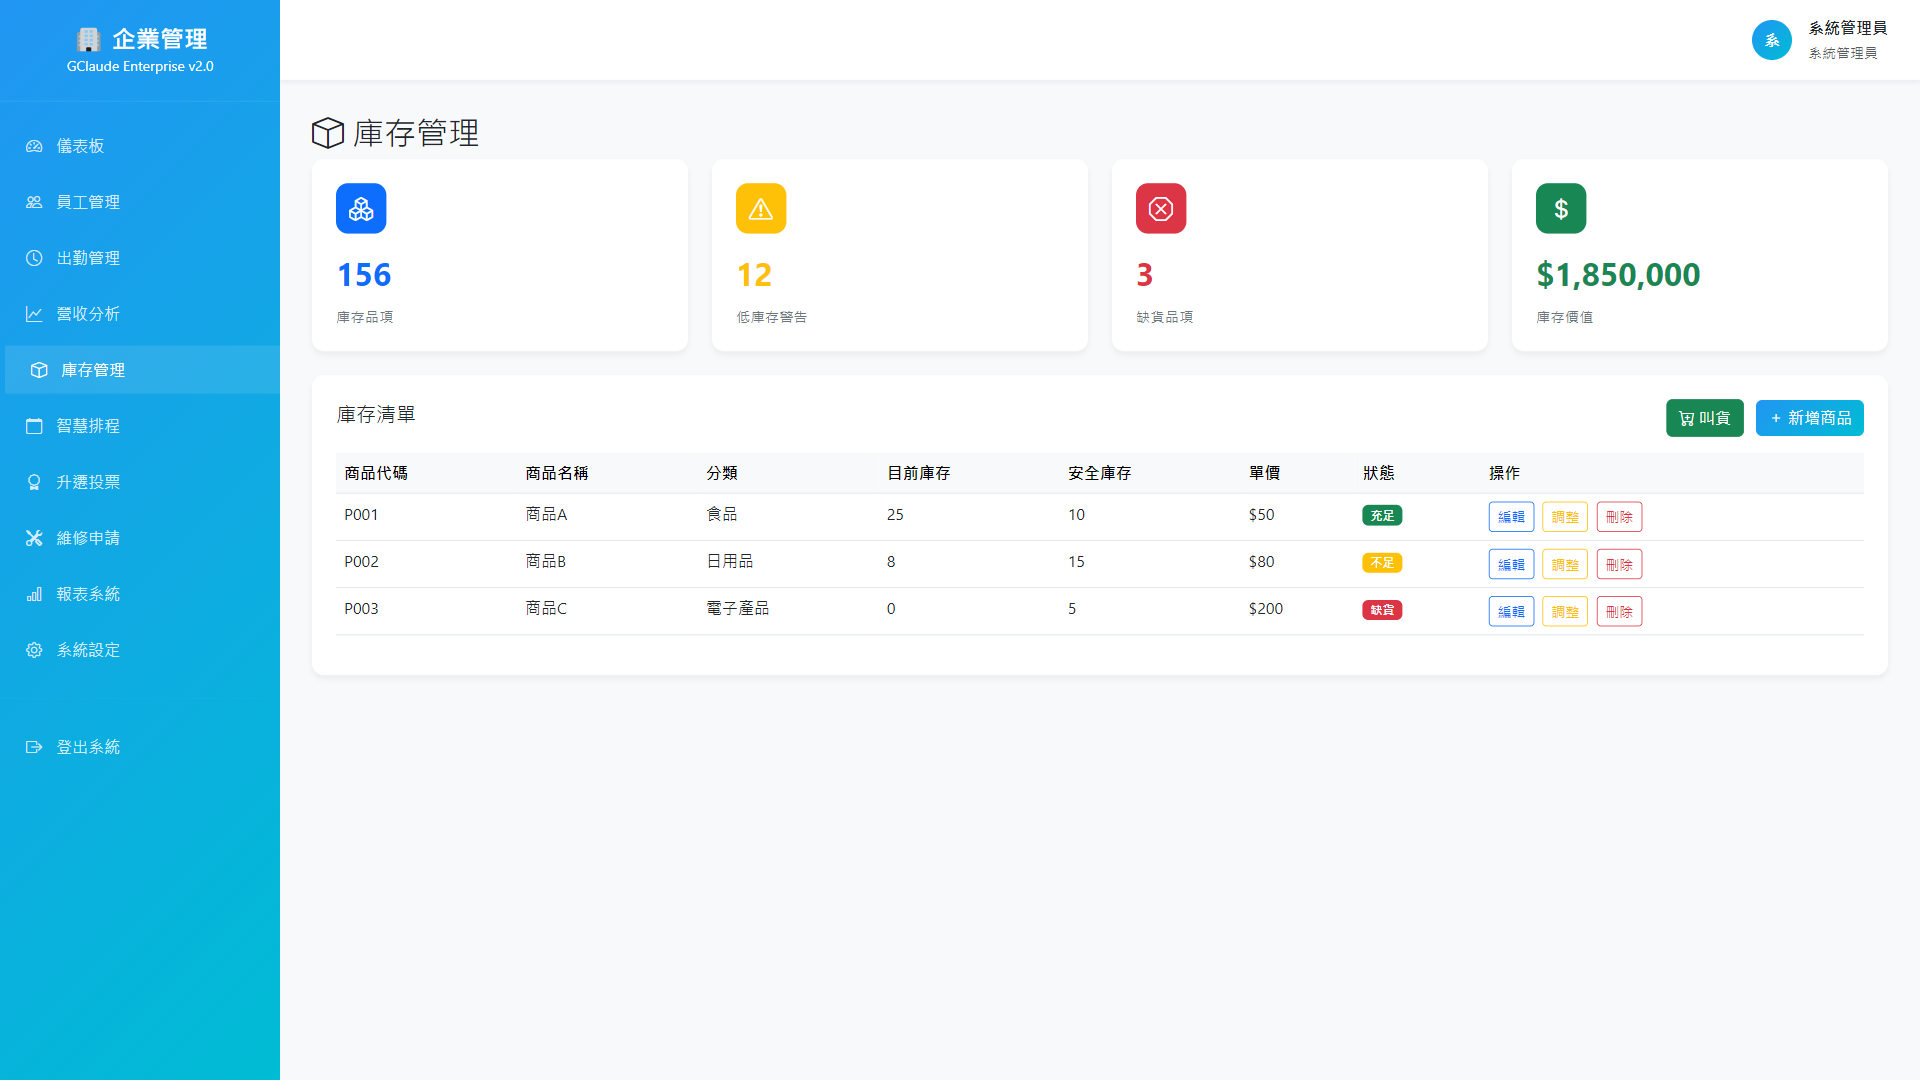 企業管理
GClaude Enterprise v2.0
儀表板
員工管理
出勤管理
營收分析
庫存管理
智慧排程
升遷投票
維修申請
報表系統
系統設定
登出系統
系
系統管理員
系統管理員
庫存管理
156
庫存品項
12
低庫存警告
3
缺貨品項
$1,850,000
庫存價值
庫存清單
叫貨
+ 新增商品
商品代碼 商品名稱 分類 目前庫存 安全庫存 單價 狀態 操作
P001 商品A 食品 25 10 $50 充足 編輯 調整 刪除
P002 商品B 日用品 8 15 $80 不足 編輯 調整 刪除
P003 商品C 電子產品 0 5 $200 缺貨 編輯 調整 刪除